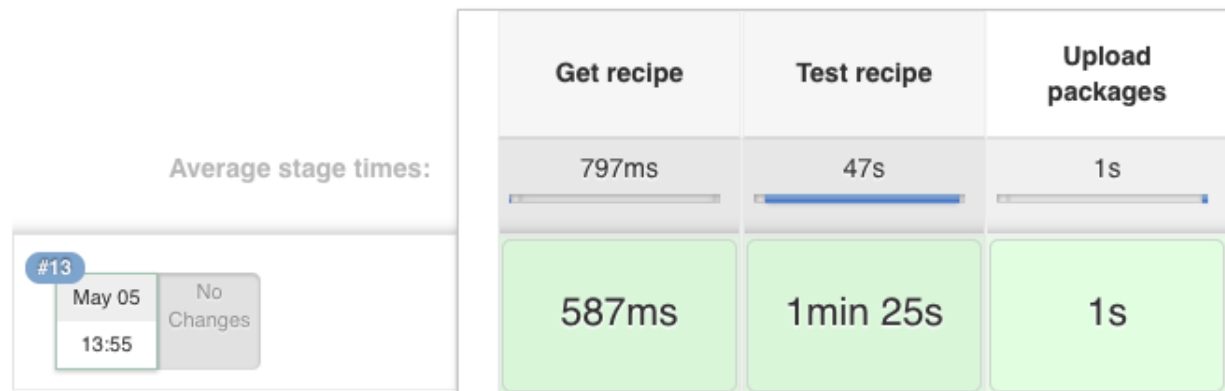 Get recipe
Test recipe
Upload
packages
Average stage times:
797ms
47s
1s
#13
May 05
13:55
No
Changes
587ms
1min 25s
1s